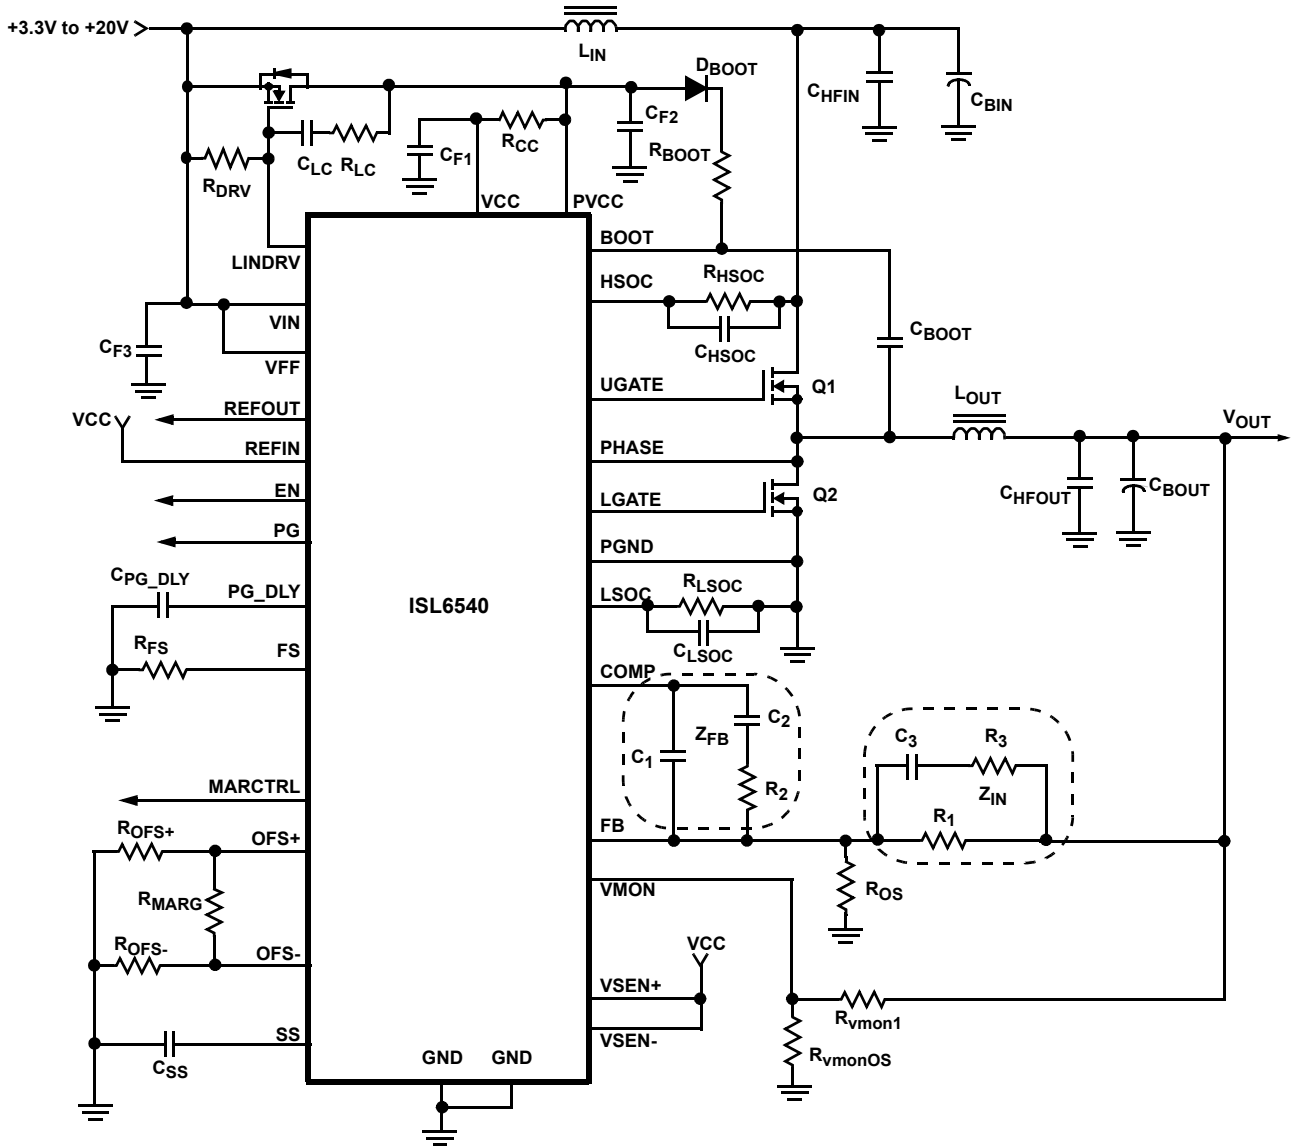 +3.3V to +20V
LIN
CHFIN
CBIN
DBOOT
CF2
RBOOT
CLC
RLC
CF1
RCC
RDRV
VCC
PVCC
LINDRV
BOOT
HSOC
RHSOC
CHSOC
CBOOT
VIN
VFF
CF3
UGATE
Q1
REFOUT
VCC
REFIN
LOUT
VOUT
PHASE
EN
LGATE
Q2
CHFOUT
CBOUT
PG
PGND
CPG_DLY
PG_DLY
LSOC
RLSOC
CLSOC
ISL6540
RFS
FS
COMP
C2
ZFB
C1
R2
C3
R3
ZIN
R1
MARCTRL
FB
ROFS+
OFS+
RMARG
VMON
ROS
ROFS-
OFS-
VCC
VSEN+
VSEN-
Rvmon1
RvmonOS
SS
CSS
GND
GND